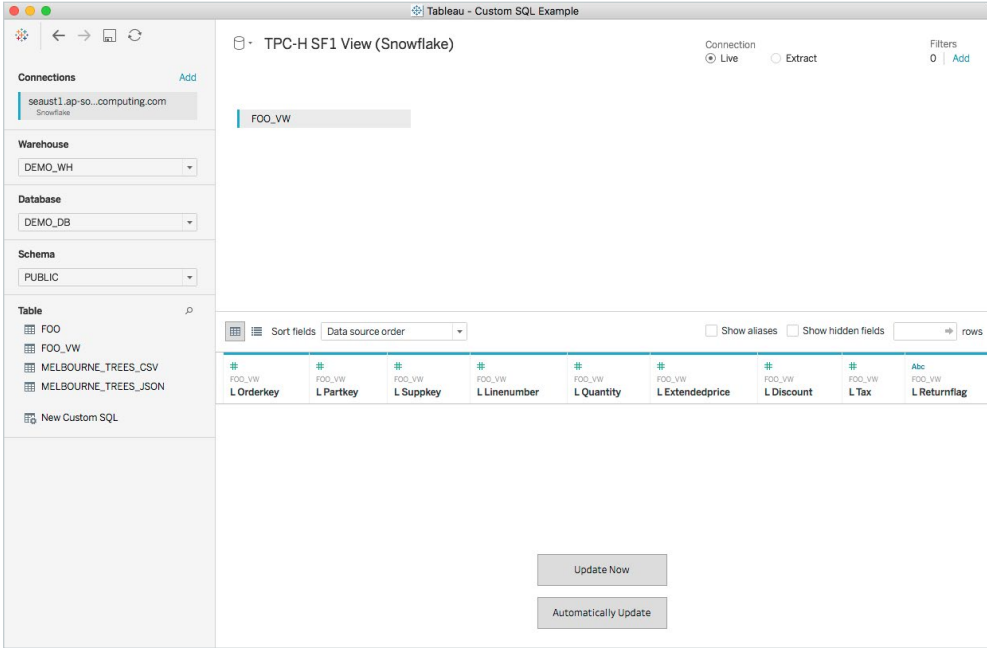 Tableau - Custom SQL Example
Connections Add
seaust1.ap-so...computing.com
Snowflake
Warehouse
DEMO_WH
Database
DEMO_DB
Schema
PUBLIC
Table
FOO
FOO_VW
MELBOURNE_TREES_CSV
MELBOURNE_TREES_JSON
New Custom SQL
TPC-H SF1 View (Snowflake)
Connection
Live Extract
Filters
0 Add
FOO_VW
Sort fields Data source order Show aliases Show hidden fields rows
# # # # # # # # Abc
FOO_VW FOO_VW FOO_VW FOO_VW FOO_VW FOO_VW FOO_VW FOO_VW FOO_VW
L Orderkey L Partkey L Suppkey L Linenumber L Quantity L Extendedprice L Discount L Tax L Returnflag
Update Now
Automatically Update